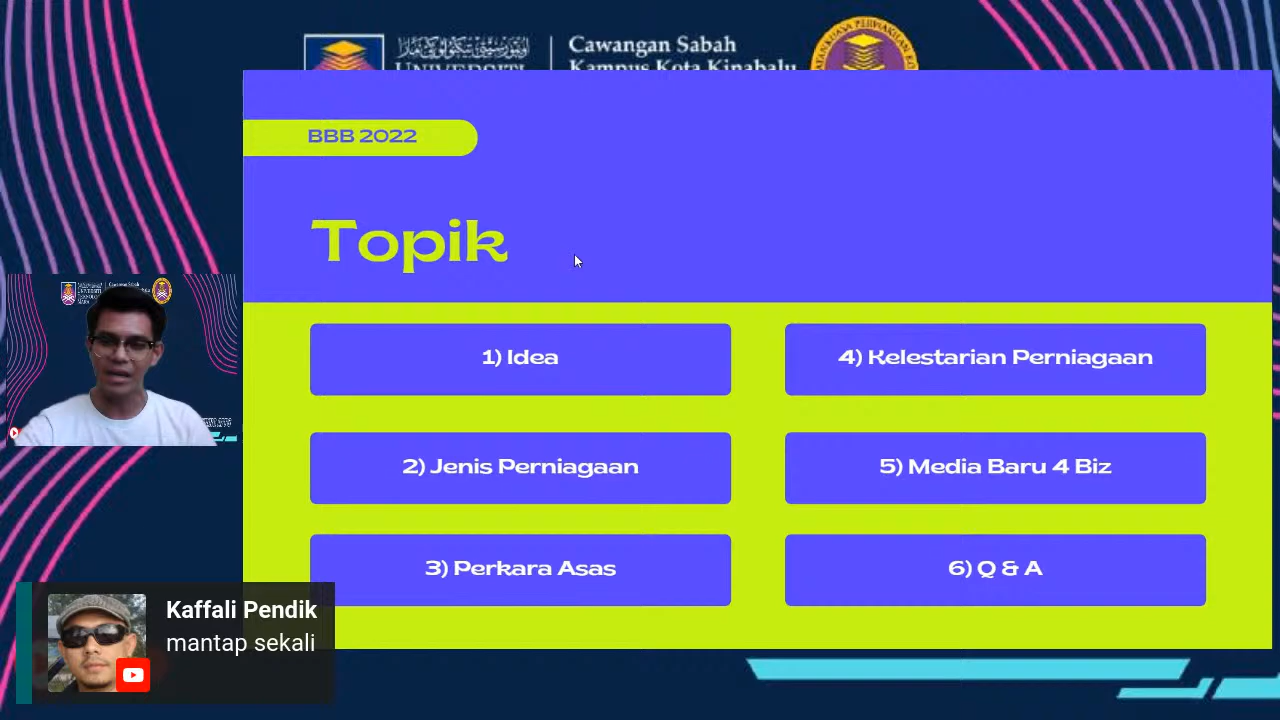 Cawangan Sabah
Kampus Kota Kinabalu
UNIVERSITI
BBB 2022
Topik
1) Idea
4) Kelestarian Perniagaan
2) Jenis Perniagaan
5) Media Baru 4 Biz
3) Perkara Asas
6) Q & A
Kaffali Pendik
mantap sekali